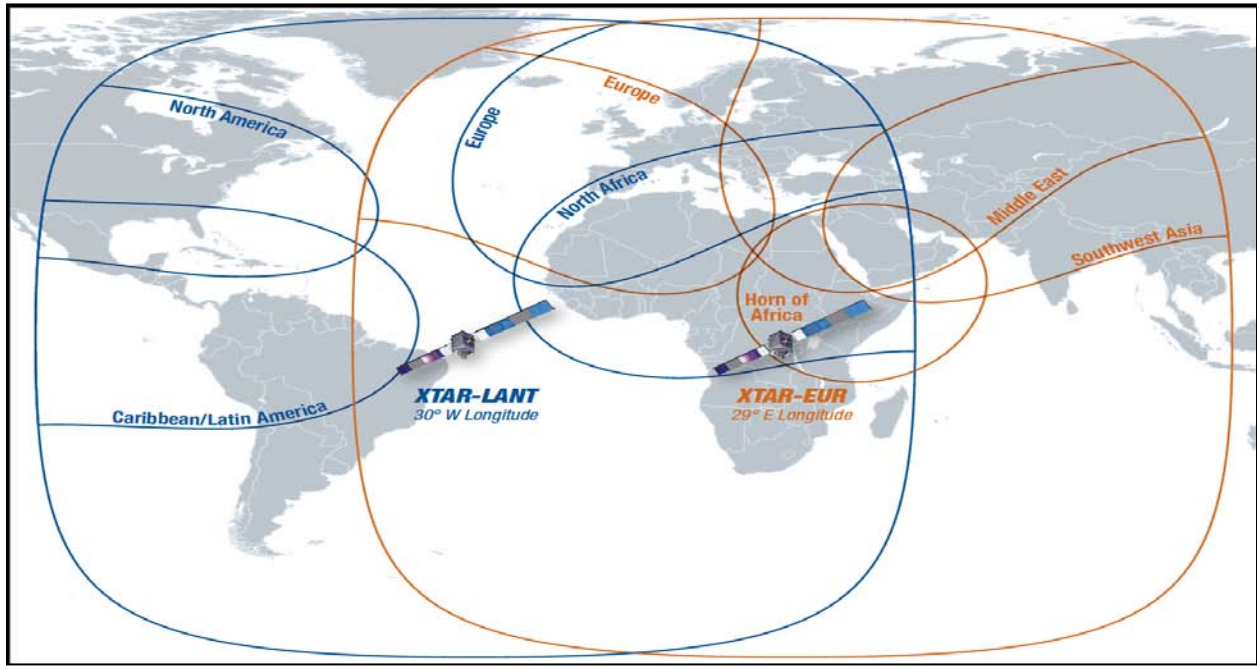 North America
Europe
Europe
North Africa
Middle East
Southwest Asia
Horn of
Africa
XTAR-LANT
30° W Longitude
XTAR-EUR
29° E Longitude
Caribbean/Latin America